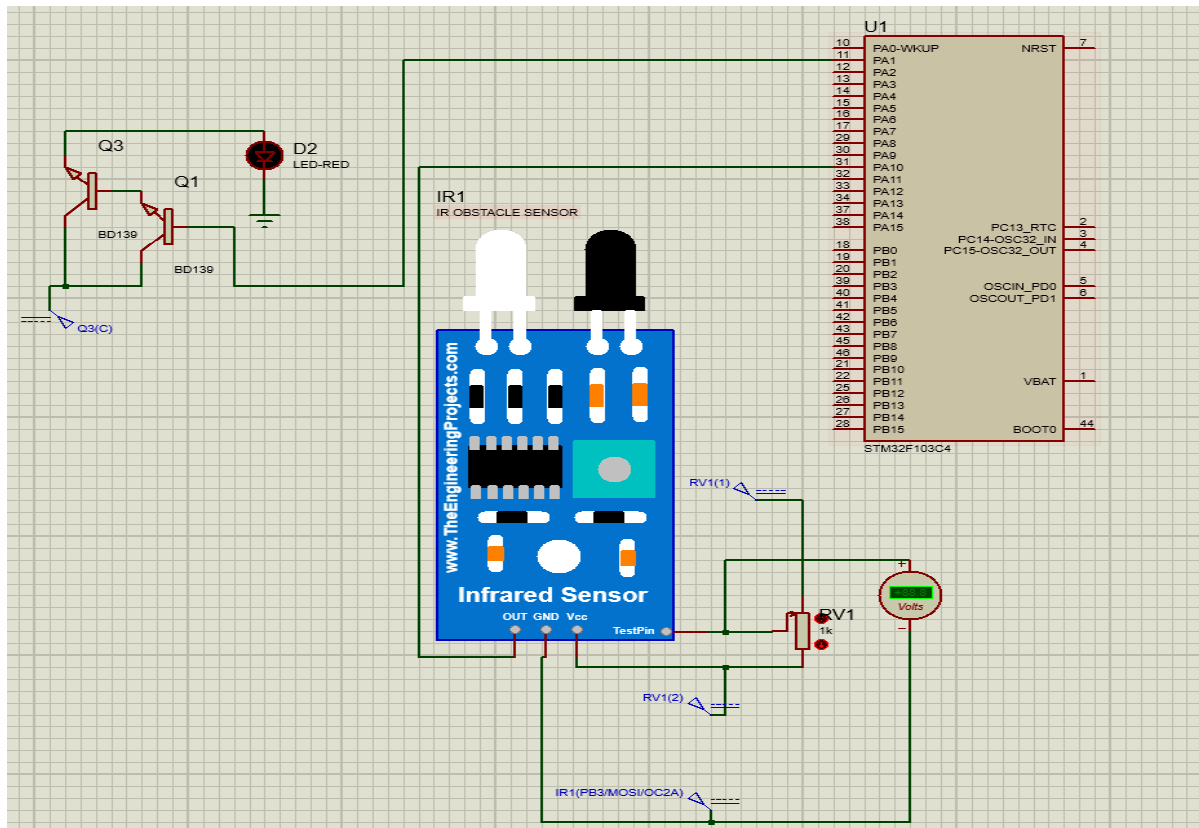 U1
10 PA0-WKUP NRST 7
11 PA1
12 PA2
13 PA3
14 PA4
15 PA5
16 PA6
17 PA7
29 PA8
30 PA9
31 PA10
32 PA11
33 PA12
34 PA13
37 PA14
38 PA15
PC13_RTC 2
PC14-OSC32_IN 3
18 PB0 PC15-OSC32_OUT 4
19 PB1
20 PB2
39 PB3 OSCIN_PD0 5
40 PB4 OSCOUT_PD1 6
41 PB5
42 PB6
43 PB7
45 PB8
46 PB9
21 PB10
22 PB11 VBAT 1
25 PB12
26 PB13
27 PB14
28 PB15 BOOT0 44
STM32F103C4
Q3
BD139
Q1
BD139
D2
LED-RED
Q3(C)
IR1
IR OBSTACLE SENSOR
www.TheEngineeringProjects.com
Infrared Sensor
OUT GND Vcc
TestPin
RV1(1)
RV1
1k
+88.8
Volts
+
−
RV1(2)
IR1(PB3/MOSI/OC2A)